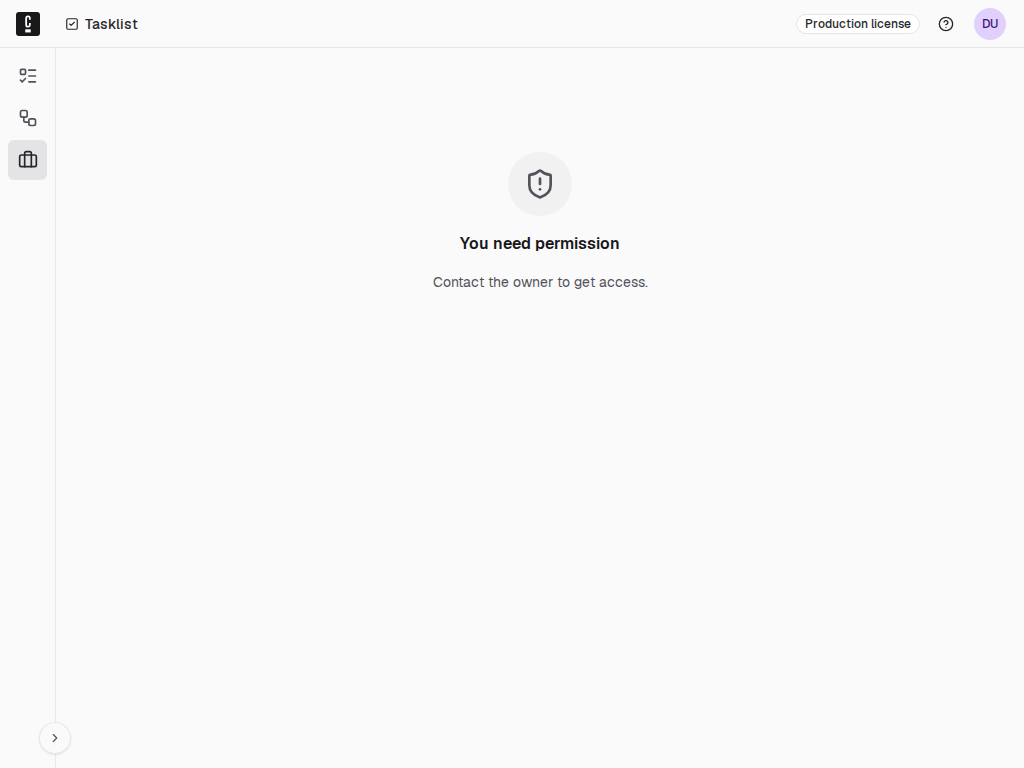 Tasklist
Production license
DU
You need permission
Contact the owner to get access.